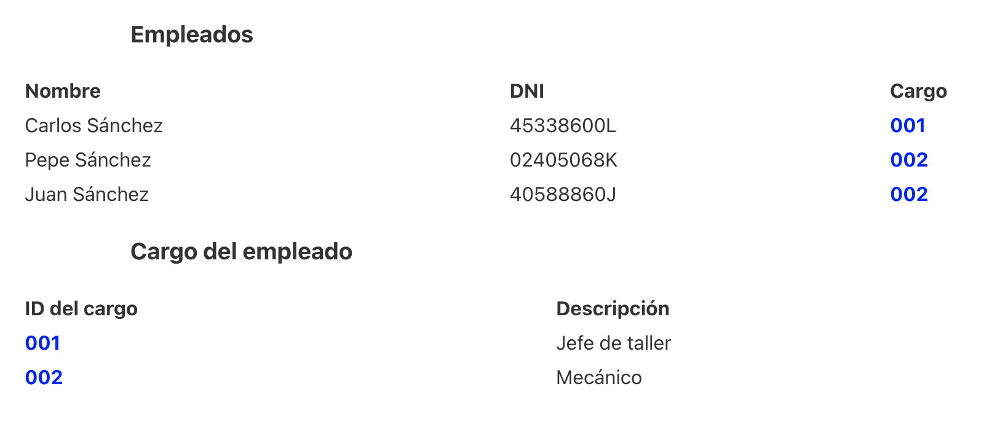 Empleados
Nombre DNI Cargo
Carlos Sánchez 45338600L 001
Pepe Sánchez 02405068K 002
Juan Sánchez 40588860J 002
Cargo del empleado
ID del cargo Descripción
001 Jefe de taller
002 Mecánico